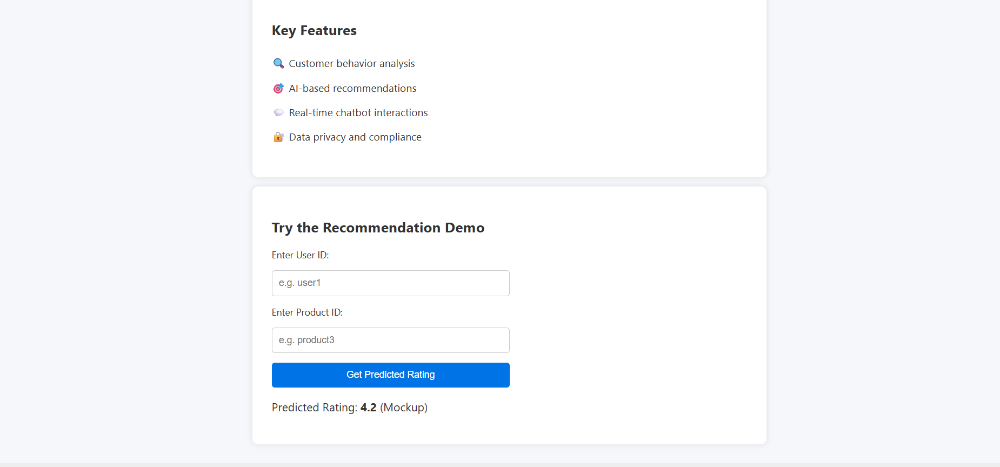 Key Features
🔍 Customer behavior analysis
🎯 AI-based recommendations
💬 Real-time chatbot interactions
🔐 Data privacy and compliance
Try the Recommendation Demo
Enter User ID:
e.g. user1
Enter Product ID:
e.g. product3
Get Predicted Rating
Predicted Rating: 4.2 (Mockup)